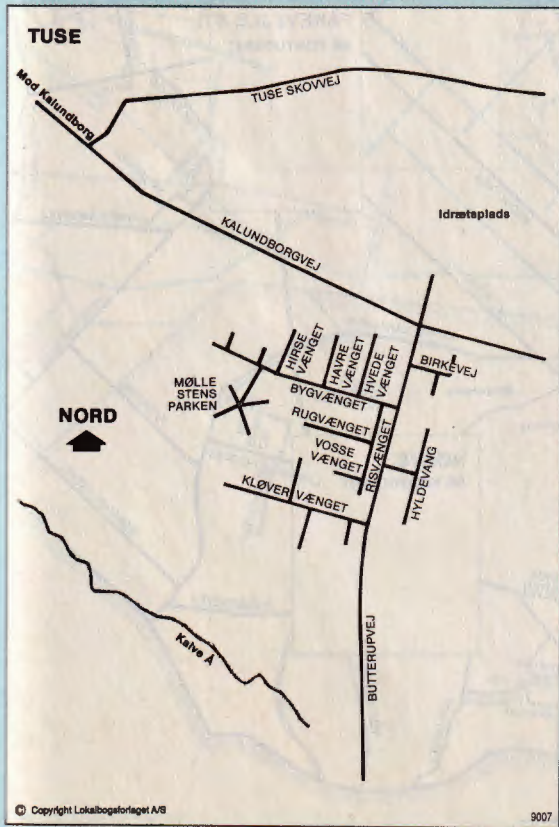 TUSE
TUSE SKOVVEJ
Mod Kalundborg
Idrætsplads
KALUNDBORGVEJ
HIRSE
VÆNGET
HAVRE
VÆNGET
HVEDE
VÆNGET
BIRKEVEJ
MØLLE
STENS
PARKEN
BYGVÆNGET
RUGVÆNGET
NORD
VOSSE
VÆNGET
RISVÆNGET
KLØVER VÆNGET
HYLDEVANG
BUTTERUPVEJ
Kalve Å
© Copyright Lokalbogsforlaget A/S
9007